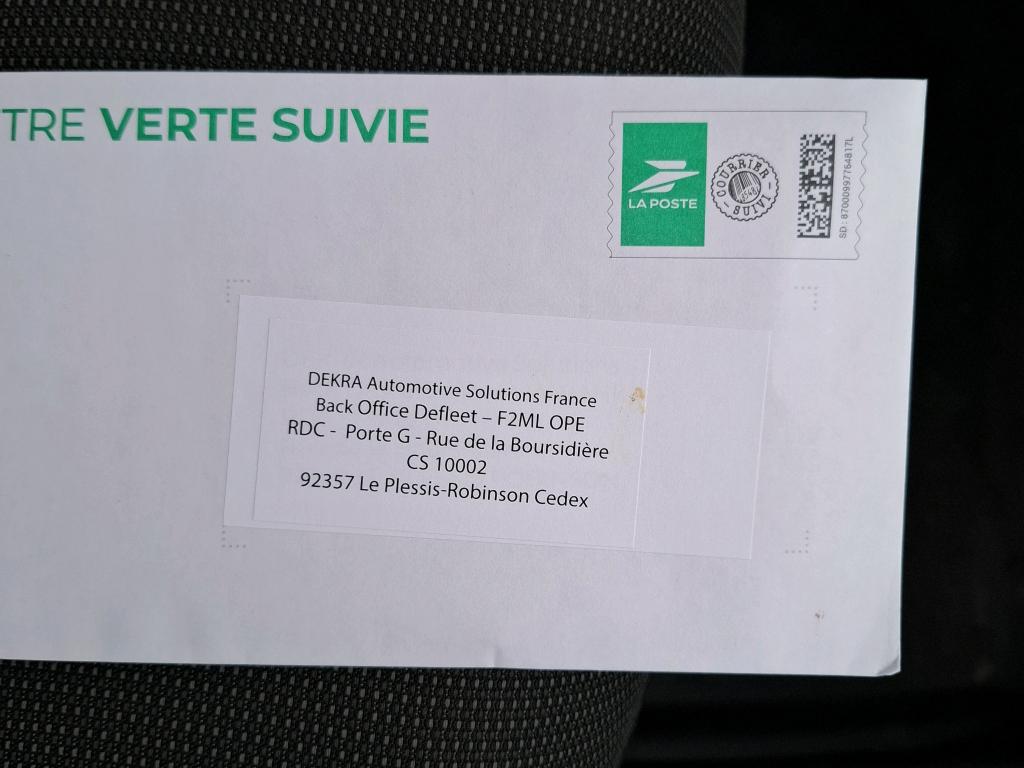 TRE VERTE SUIVIE
LA POSTE
COURRIER
SUIVI
SD : 87000997764817L
DEKRA Automotive Solutions France
Back Office Defleet – F2ML OPE
RDC - Porte G - Rue de la Boursidière
CS 10002
92357 Le Plessis-Robinson Cedex